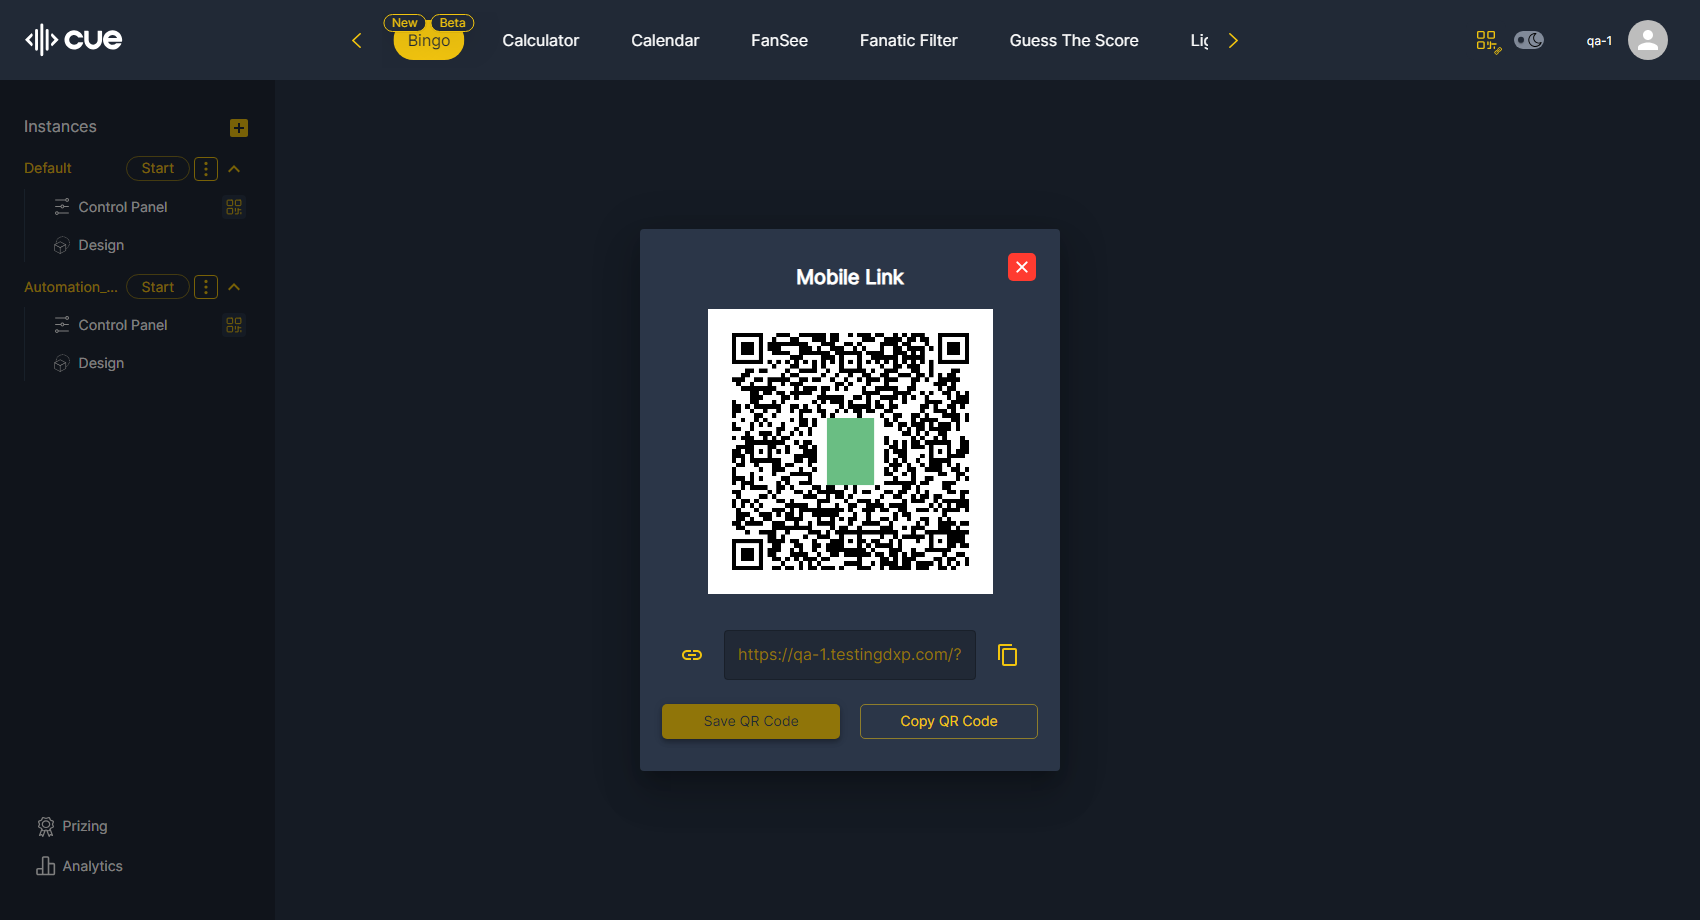 cue
New Beta
Bingo
Calculator
Calendar
FanSee
Fanatic Filter
Guess The Score
qa-1
Instances
Default
Start
Control Panel
Design
Automation_...
Start
Control Panel
Design
Prizing
Analytics
Mobile Link
https://qa-1.testingdxp.com/?
Save QR Code
Copy QR Code